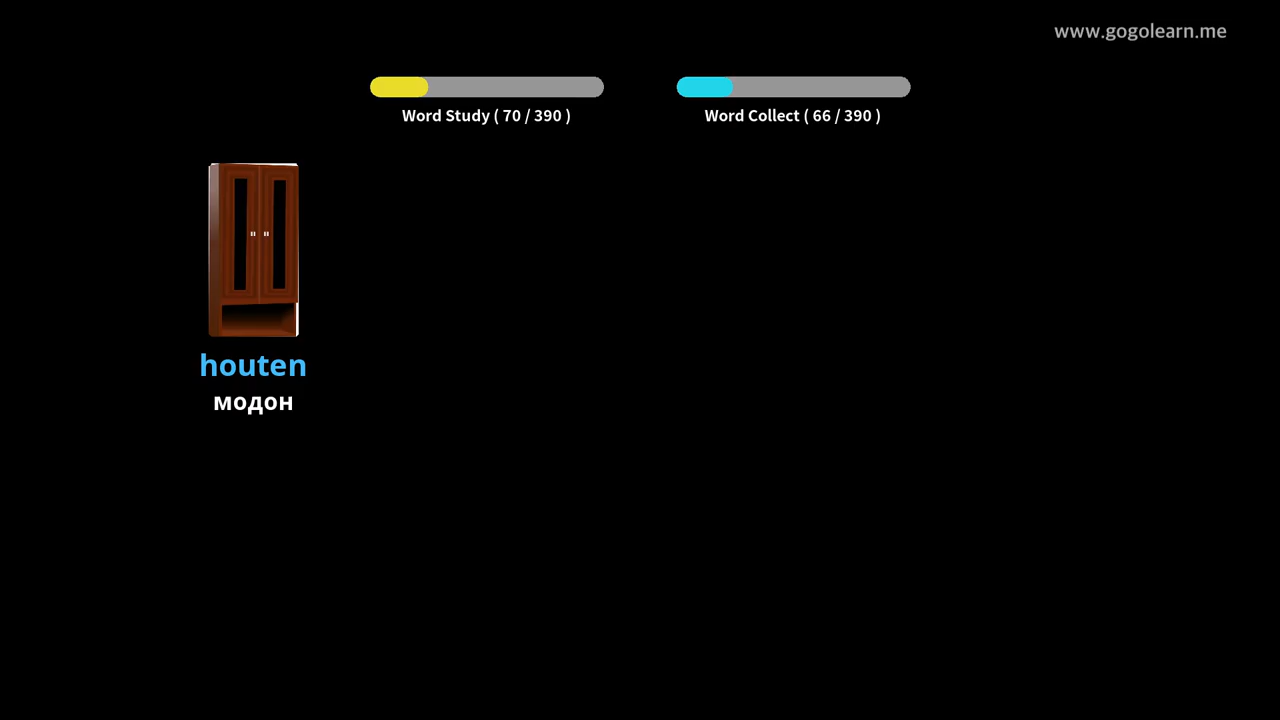 www.gogolearn.me
Word Study ( 70 / 390 )
Word Collect ( 66 / 390 )
houten
модон